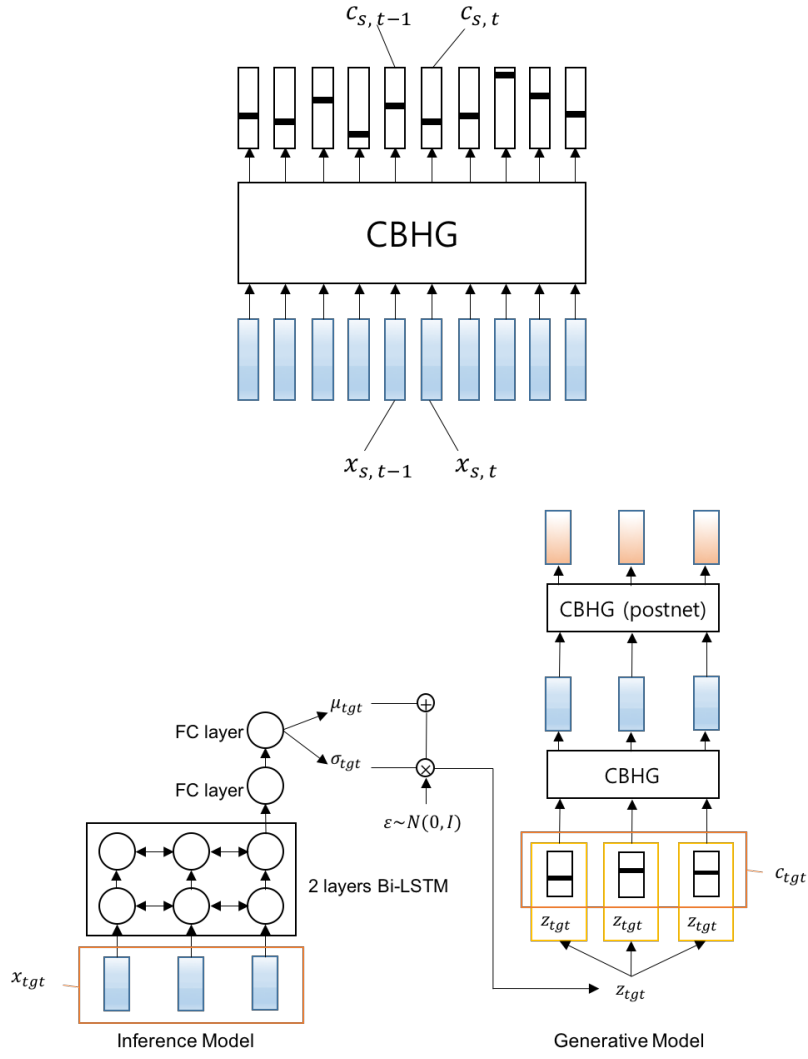 c_{s,t−1} c_{s,t}
CBHG
x_{s,t−1} x_{s,t}
CBHG (postnet)
FC layer
μ_{tgt}
+
σ_{tgt}
×
FC layer
ε~N(0, I)
CBHG
2 layers Bi-LSTM
c_{tgt}
z_{tgt} z_{tgt} z_{tgt}
x_{tgt}
z_{tgt}
Inference Model
Generative Model